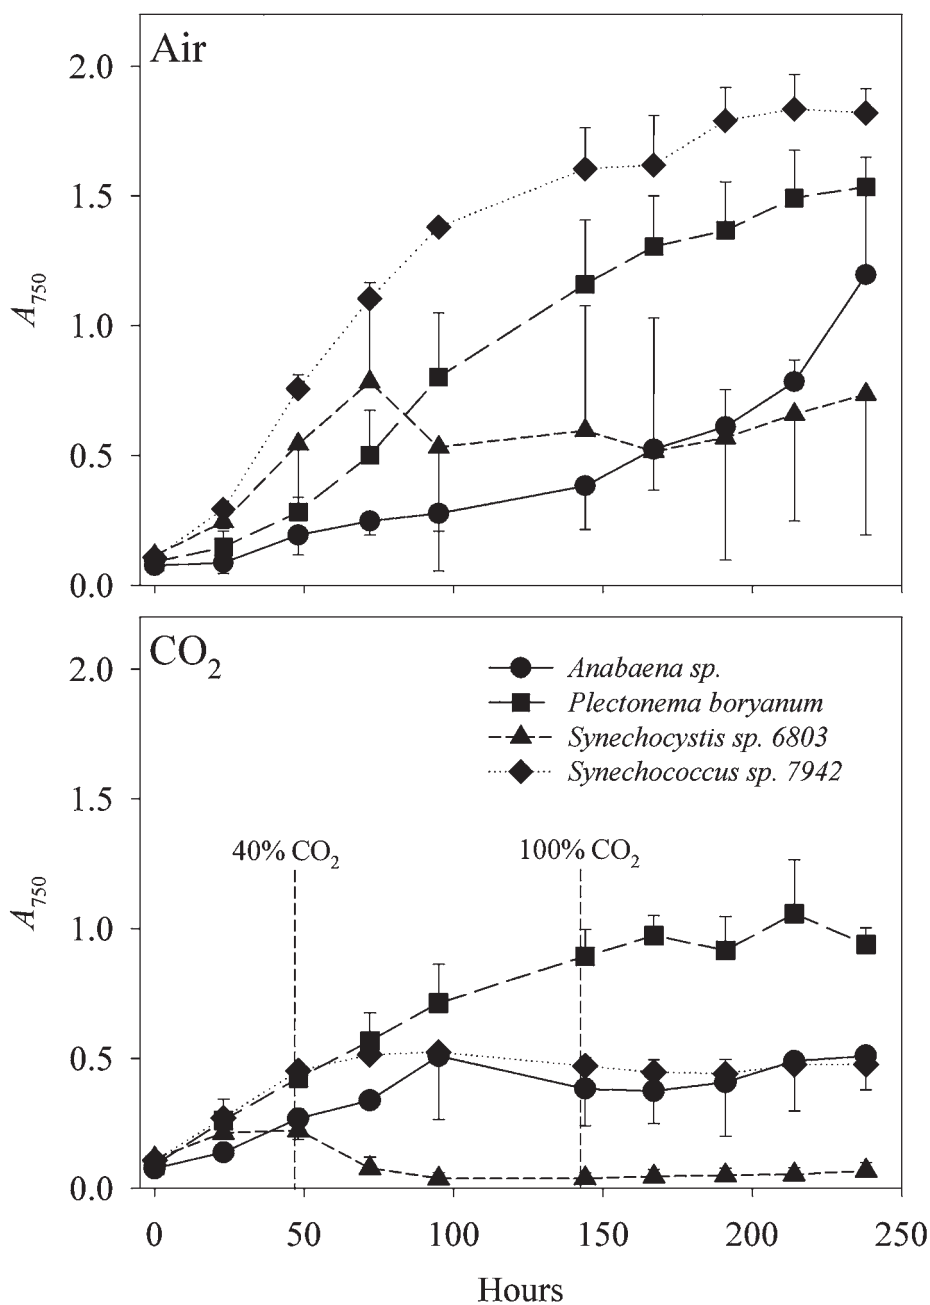 Air
2.0
1.5
1.0
0.5
0.0
A750
CO2
2.0
1.5
1.0
0.5
0.0
A750
Anabaena sp.
Plectonema boryanum
Synechocystis sp. 6803
Synechococcus sp. 7942
40% CO2
100% CO2
0 50 100 150 200 250
Hours